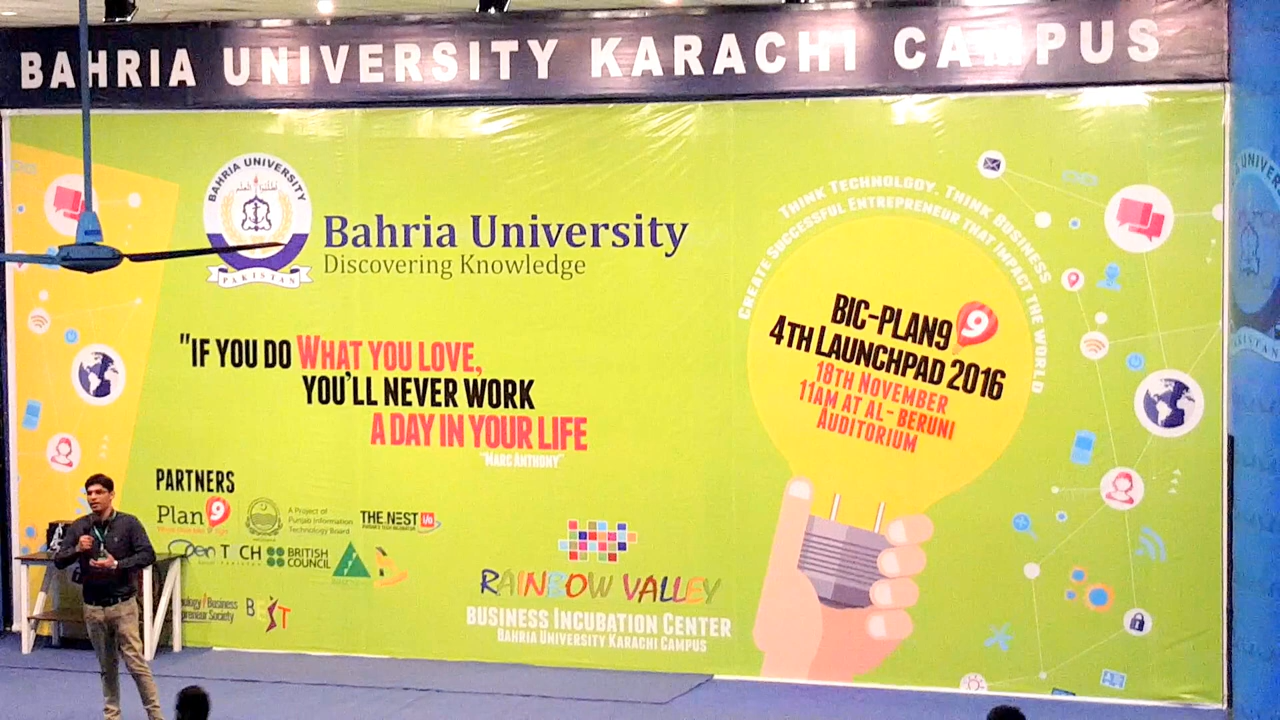 BAHRIA UNIVERSITY KARACHI CAMPUS
BAHRIA UNIVERSITY
PAKISTAN
Bahria University
Discovering Knowledge
"IF YOU DO WHAT YOU LOVE,
YOU'LL NEVER WORK
A DAY IN YOUR LIFE
"MARC ANTHONY"
PARTNERS
Plan 9
A Project of
Punjab Information
Technology Board
THE NEST I/O
BRITISH
COUNCIL
Business
Society
BEST
RAINBOW VALLEY
BUSINESS INCUBATION CENTER
BAHRIA UNIVERSITY KARACHI CAMPUS
THINK TECHNOLOGY. THINK BUSINESS
CREATE SUCCESSFUL ENTREPRENEUR THAT IMPACT THE WORLD
BIC-PLAN9 9
4TH LAUNCHPAD 2016
18TH NOVEMBER
11AM AT AL- BERUNI
AUDITORIUM